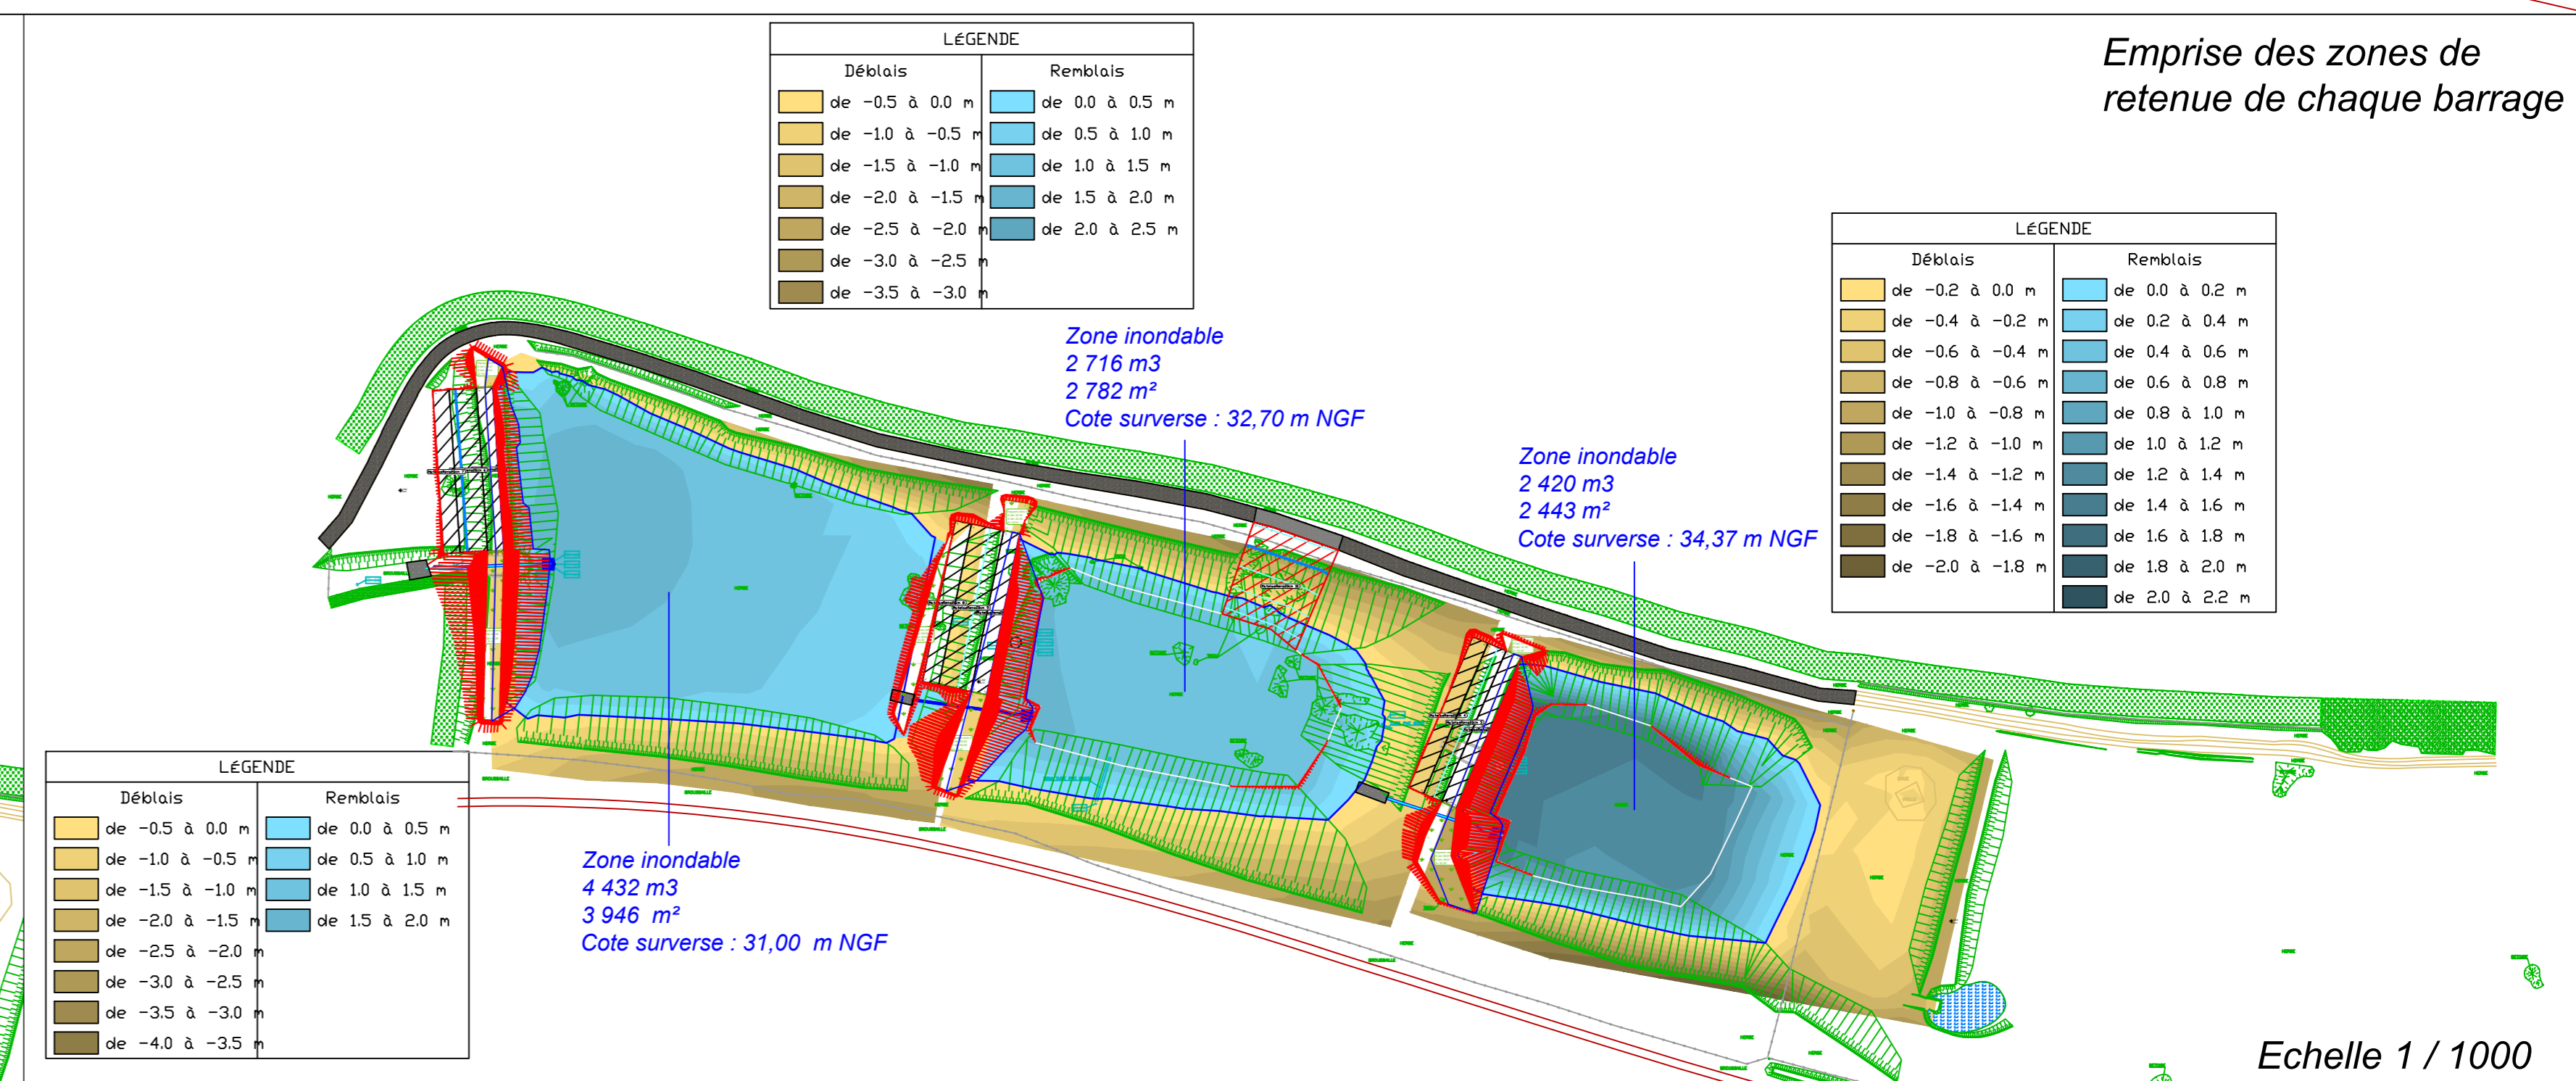 Emprise des zones de
retenue de chaque barrage
LÉGENDE
Déblais
Remblais
de -0.5 à 0.0 m
de 0.0 à 0.5 m
de -1.0 à -0.5 m
de 0.5 à 1.0 m
de -1.5 à -1.0 m
de 1.0 à 1.5 m
de -2.0 à -1.5 m
de 1.5 à 2.0 m
de -2.5 à -2.0 m
de 2.0 à 2.5 m
de -3.0 à -2.5 m
de -3.5 à -3.0 m
LÉGENDE
Déblais
Remblais
de -0.2 à 0.0 m
de 0.0 à 0.2 m
de -0.4 à -0.2 m
de 0.2 à 0.4 m
de -0.6 à -0.4 m
de 0.4 à 0.6 m
de -0.8 à -0.6 m
de 0.6 à 0.8 m
de -1.0 à -0.8 m
de 0.8 à 1.0 m
de -1.2 à -1.0 m
de 1.0 à 1.2 m
de -1.4 à -1.2 m
de 1.2 à 1.4 m
de -1.6 à -1.4 m
de 1.4 à 1.6 m
de -1.8 à -1.6 m
de 1.6 à 1.8 m
de -2.0 à -1.8 m
de 1.8 à 2.0 m
de 2.0 à 2.2 m
Zone inondable
2 716 m3
2 782 m²
Cote surverse : 32,70 m NGF
Zone inondable
2 420 m3
2 443 m²
Cote surverse : 34,37 m NGF
LÉGENDE
Déblais
Remblais
de -0.5 à 0.0 m
de 0.0 à 0.5 m
de -1.0 à -0.5 m
de 0.5 à 1.0 m
de -1.5 à -1.0 m
de 1.0 à 1.5 m
de -2.0 à -1.5 m
de 1.5 à 2.0 m
de -2.5 à -2.0 m
de -3.0 à -2.5 m
de -3.5 à -3.0 m
de -4.0 à -3.5 m
Zone inondable
4 432 m3
3 946 m²
Cote surverse : 31,00 m NGF
Echelle 1 / 1000